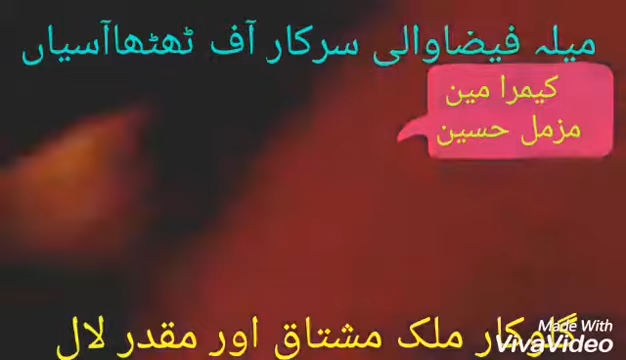 میلہ فیضاوالی سرکار آف ٹھٹھاآسیاں
کیمرا مین
مزمل حسین
گلوکار ملک مشتاق اور مقدر لال
Made With
VivaVideo